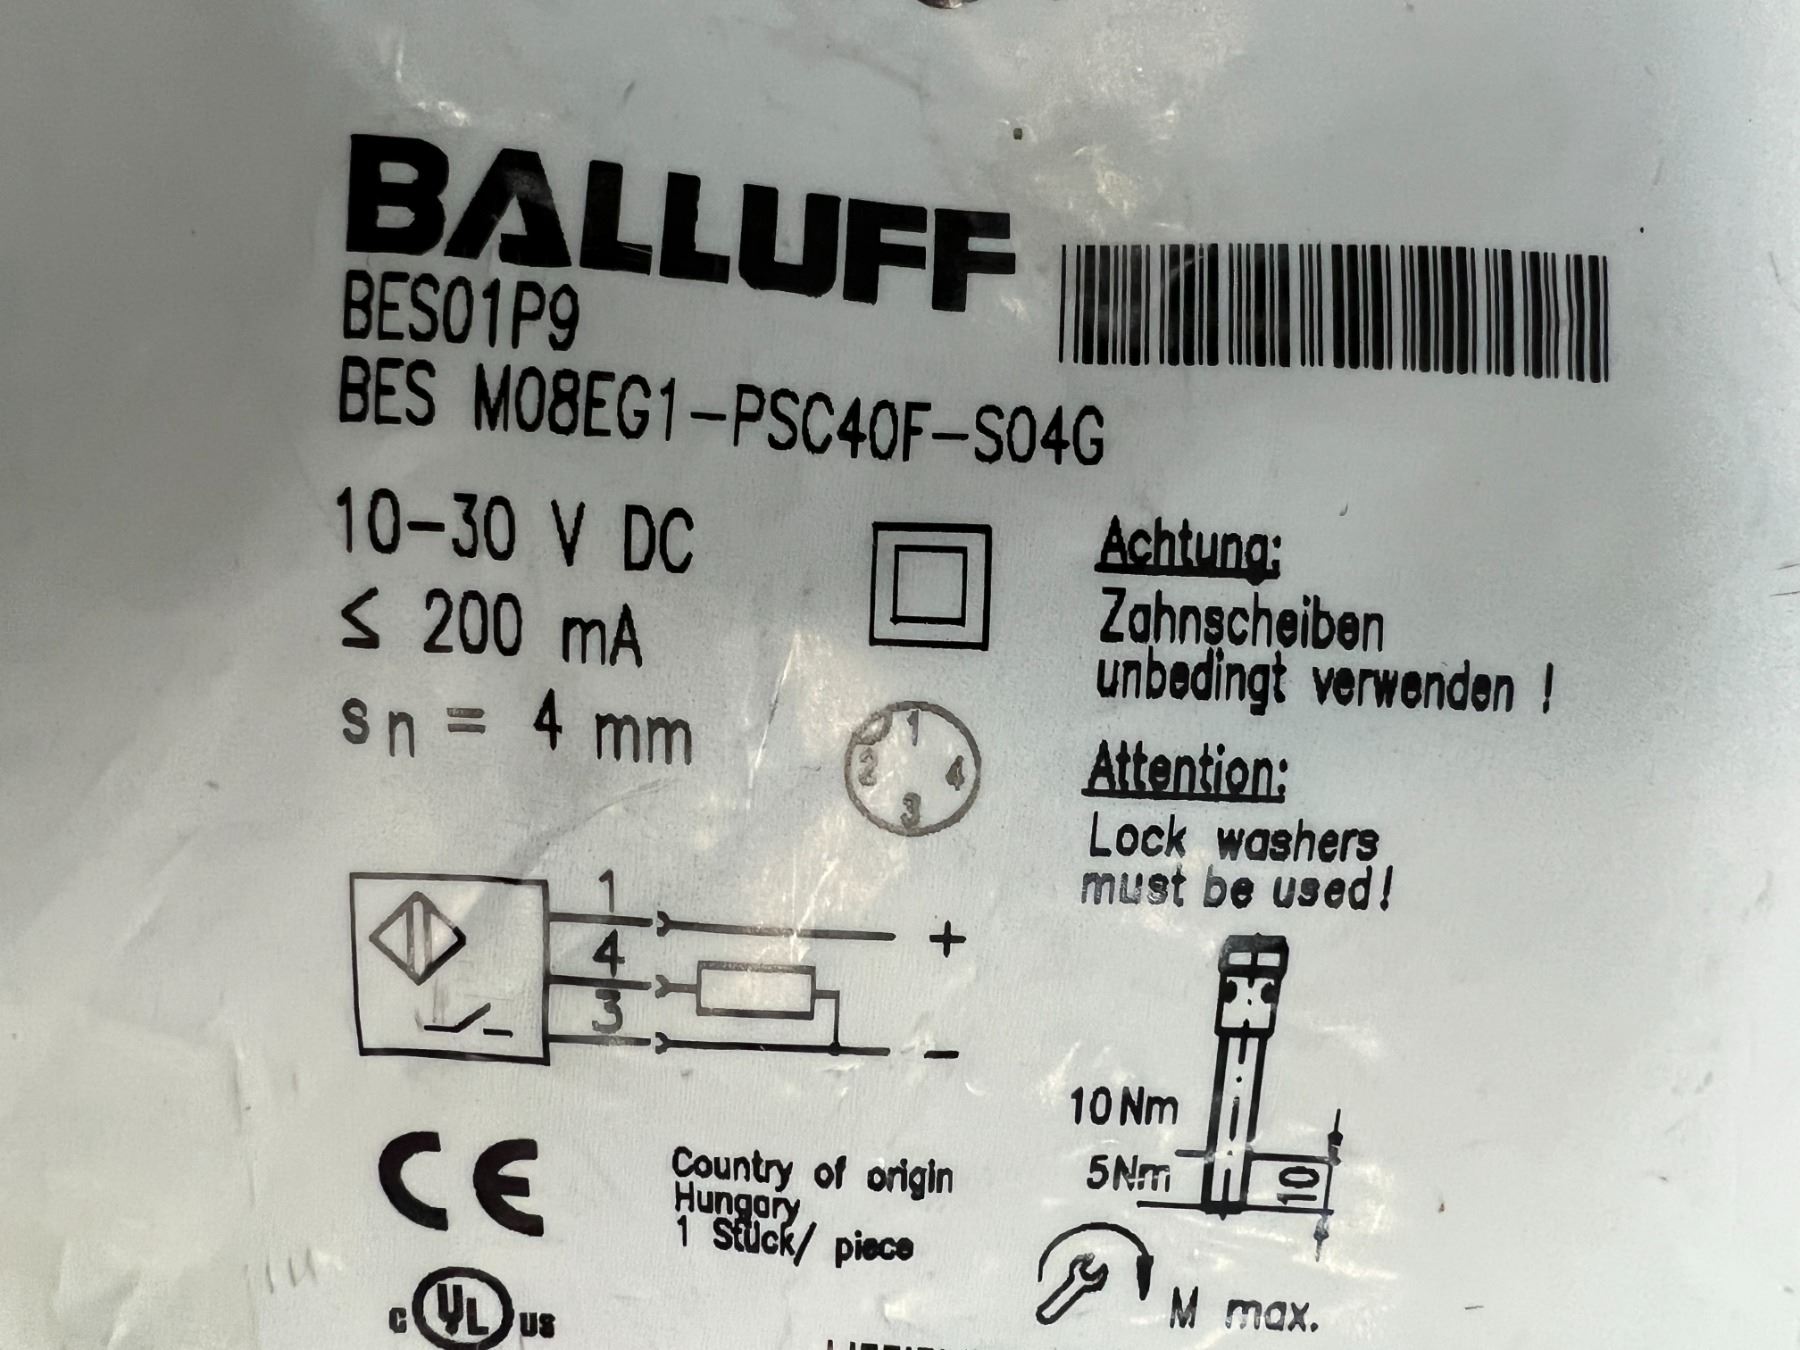 BALLUFF
BES01P9
BES M08EG1-PSC40F-S04G
10-30 V DC
≤ 200 mA
sn = 4 mm
1
2
4
3
Achtung:
Zahnscheiben
unbedingt verwenden !
Attention:
Lock washers
must be used!
1
+
4
3
-
10 Nm
5 Nm
10
M max.
CE
Country of origin
Hungary
1 Stück/ piece
C UL US